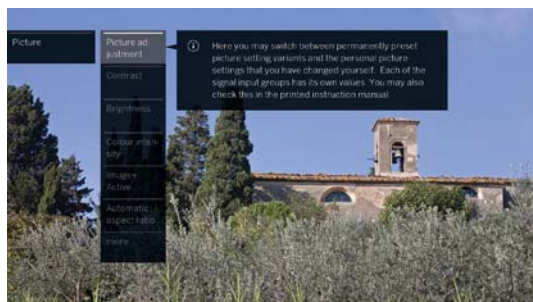 Picture
Picture ad-
justment
Here you may switch between permanently preset
picture setting variants and the personal picture
settings that you have changed yourself. Each of the
signal input groups has its own values. You may also
check this in the printed instruction manual.
Contrast
Brightness
Colour inten-
sity
Image+
Active
Automatic
aspect ratio
more ...